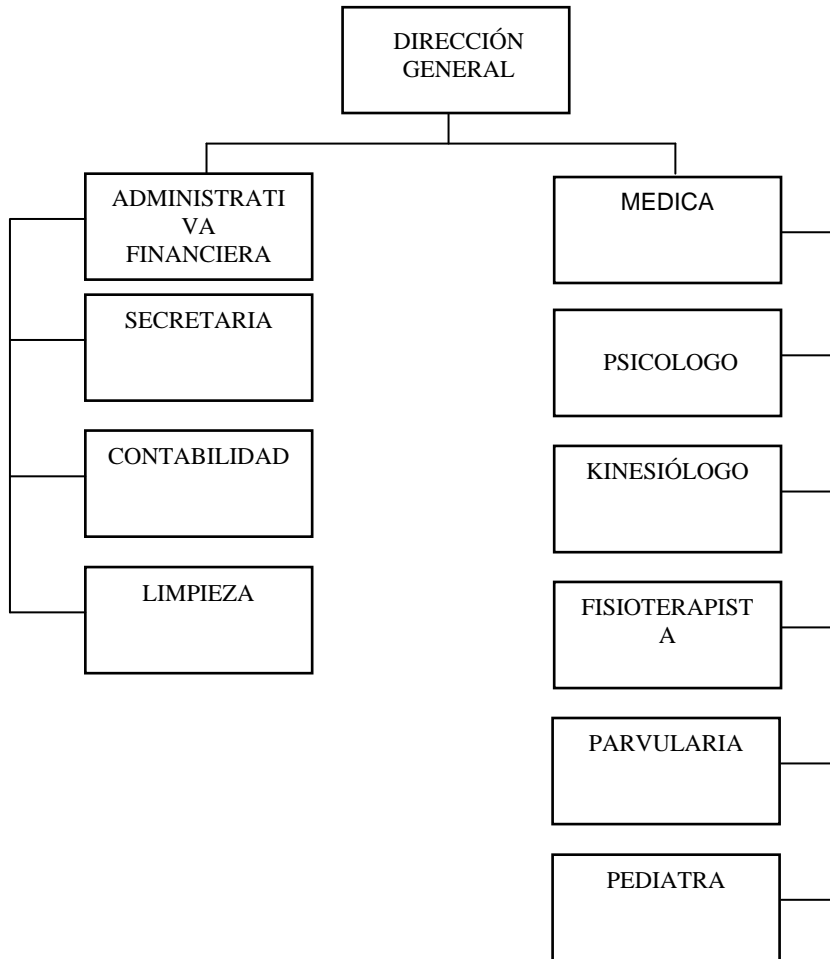 DIRECCIÓN
GENERAL
ADMINISTRATI
VA
FINANCIERA
SECRETARIA
CONTABILIDAD
LIMPIEZA
MEDICA
PSICOLOGO
KINESIÓLOGO
FISIOTERAPIST
A
PARVULARIA
PEDIATRA